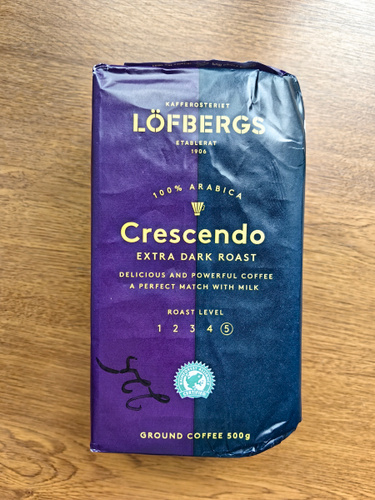 KAFFEROSTERIET
LÖFBERGS
ETABLERAT
1906
100% ARABICA
Crescendo
EXTRA DARK ROAST
DELICIOUS AND POWERFUL COFFEE
A PERFECT MATCH WITH MILK
ROAST LEVEL
1 2 3 4 5
GROUND COFFEE 500g